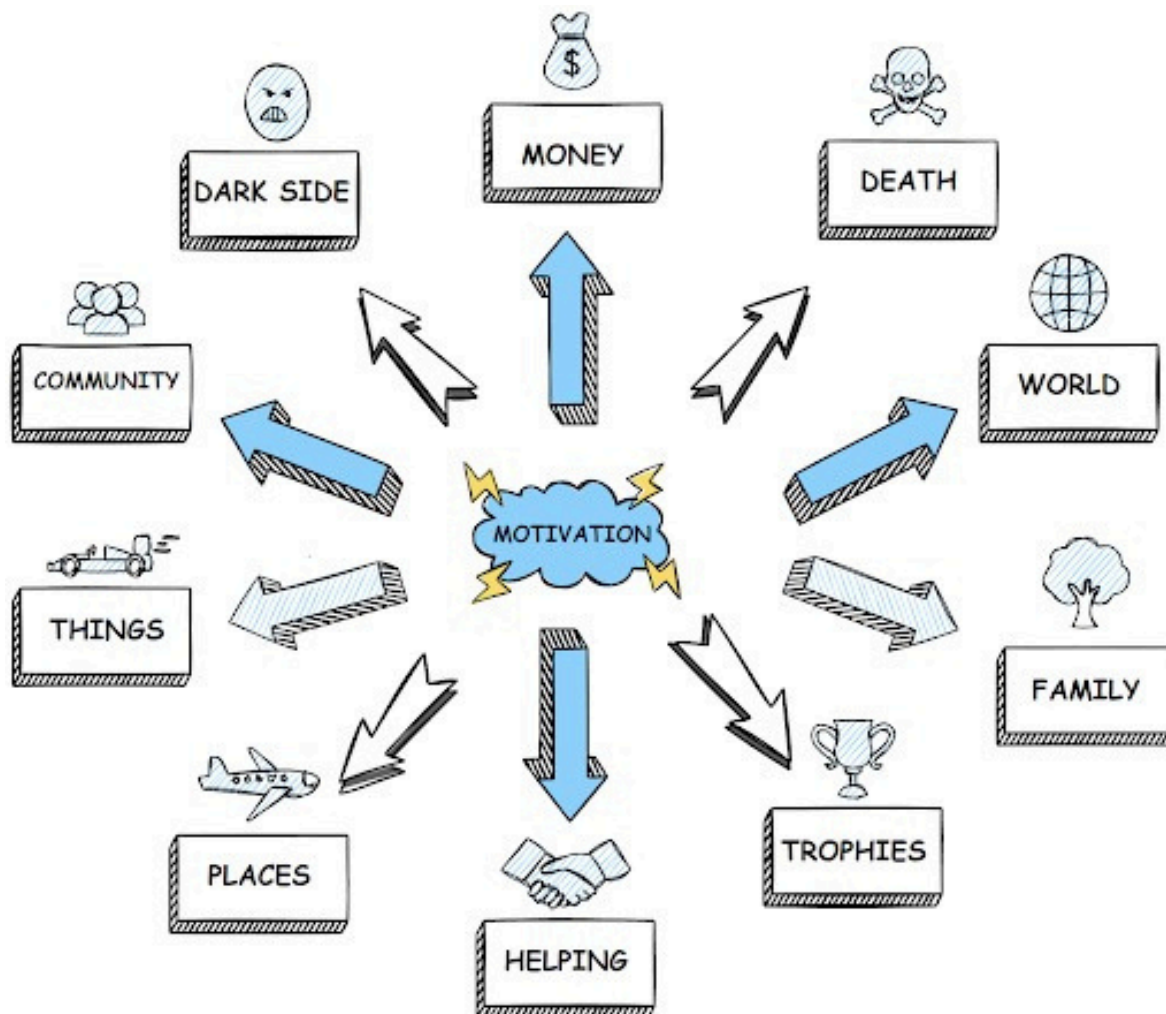 $
MONEY
DARK SIDE
DEATH
COMMUNITY
WORLD
MOTIVATION
THINGS
FAMILY
PLACES
TROPHIES
HELPING